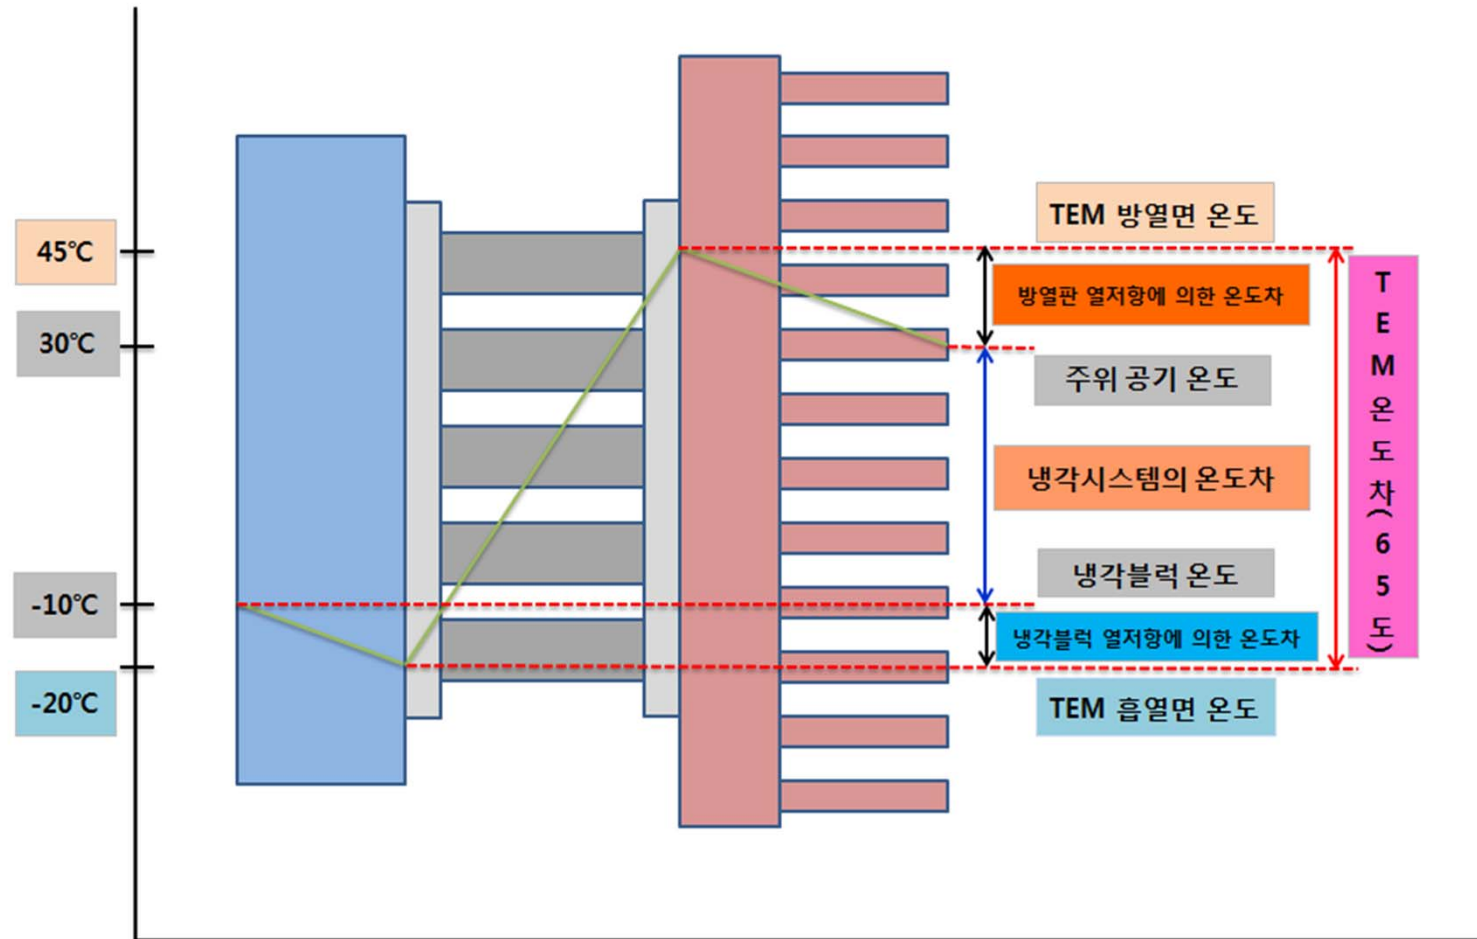 45℃
30℃
-10℃
-20℃
TEM 방열면 온도
방열판 열저항에 의한 온도차
주위 공기 온도
냉각시스템의 온도차
냉각블럭 온도
냉각블럭 열저항에 의한 온도차
TEM 흡열면 온도
TEM온도차(65도)